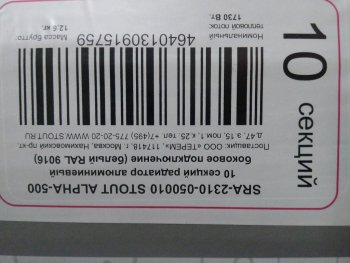 SRA-2310-050010 STOUT ALPHA-500
10 секций радиатор алюминиевый
боковое подключение (белый RAL 9016)
Поставщик: ООО "ТЕРЕМ", 117418, г. Москва, Нахимовский пр-кт,
д.47, э.15, пом.1, к.25, тел. +7(495) 775-20-20 WWW.STOUT.RU
4640130915759
Номинальный
тепловой поток:
1730 Вт.
Масса брутто:
12.6 кг.
10 секций